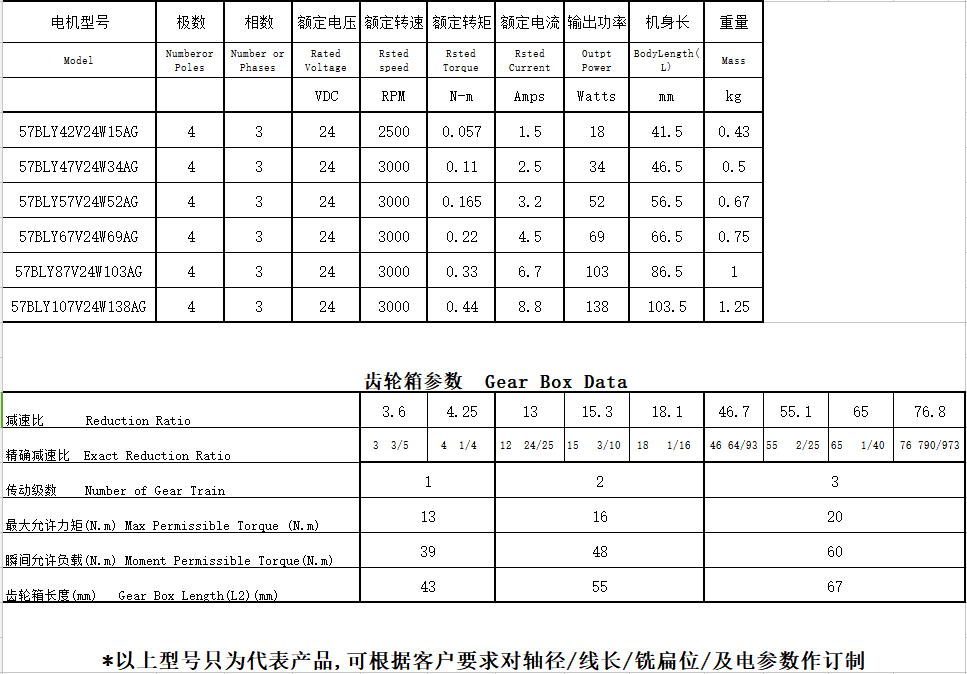 电机型号 极数 相数 额定电压 额定转速 额定转矩 额定电流 输出功率 机身长 重量
Model Numberor Poles Number or Phases Rated Voltage Rsted speed Rsted Torque Rsted Current Outpt Power BodyLength(L) Mass
VDC RPM N-m Amps Watts mm kg
57BLY42V24W15AG 4 3 24 2500 0.057 1.5 18 41.5 0.43
57BLY47V24W34AG 4 3 24 3000 0.11 2.5 34 46.5 0.5
57BLY57V24W52AG 4 3 24 3000 0.165 3.2 52 56.5 0.67
57BLY67V24W69AG 4 3 24 3000 0.22 4.5 69 66.5 0.75
57BLY87V24W103AG 4 3 24 3000 0.33 6.7 103 86.5 1
57BLY107V24W138AG 4 3 24 3000 0.44 8.8 138 103.5 1.25
齿轮箱参数 Gear Box Data
减速比 Reduction Ratio 3.6 4.25 13 15.3 18.1 46.7 55.1 65 76.8
精确减速比 Exact Reduction Ratio 3 3/5 4 1/4 12 24/25 15 3/10 18 1/16 46 64/93 55 2/25 65 1/40 76 790/973
传动级数 Number of Gear Train 1 2 3
最大允许力矩(N.m) Max Permissible Torque (N.m) 13 16 20
瞬间允许负载(N.m) Moment Permissible Torque(N.m) 39 48 60
齿轮箱长度(mm) Gear Box Length(L2)(mm) 43 55 67
*以上型号只为代表产品,可根据客户要求对轴径/线长/铣扁位/及电参数作订制